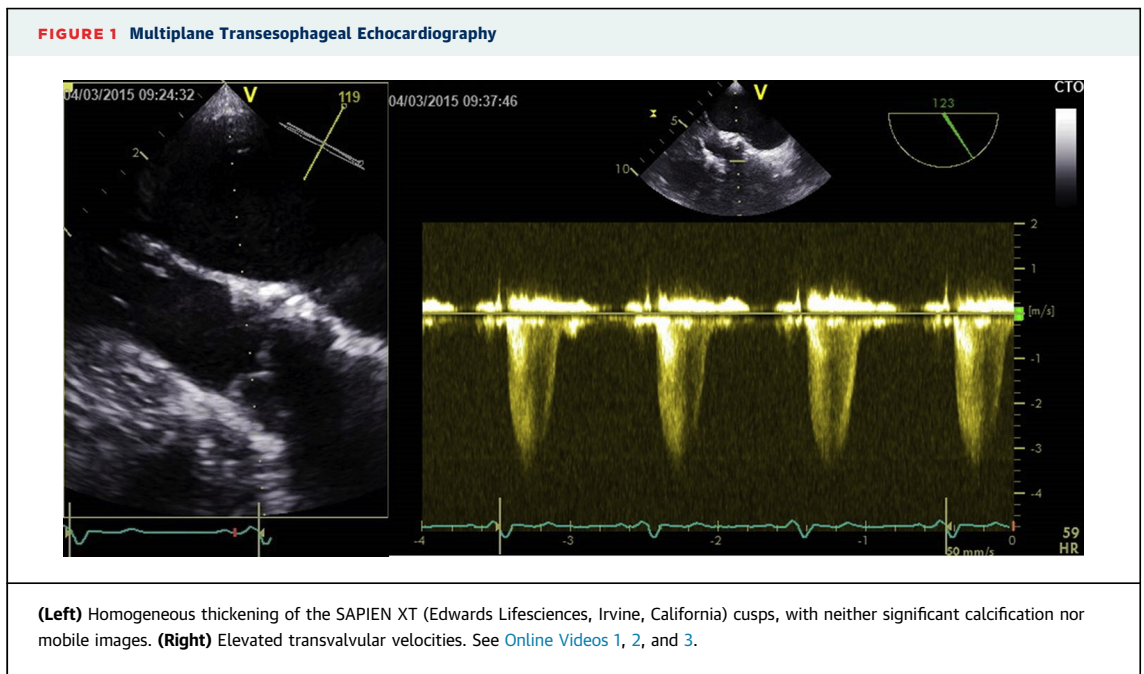 FIGURE 1 Multiplane Transesophageal Echocardiography
04/03/2015 09:24:32
V
119
2
04/03/2015 09:37:46
V
5
10
123
CTO
2
1
[m/s]
-1
-2
-3
-4
-4
-3
-2
-1
0
50 mm/s
59
HR
(Left) Homogeneous thickening of the SAPIEN XT (Edwards Lifesciences, Irvine, California) cusps, with neither significant calcification nor
mobile images. (Right) Elevated transvalvular velocities. See Online Videos 1, 2, and 3.